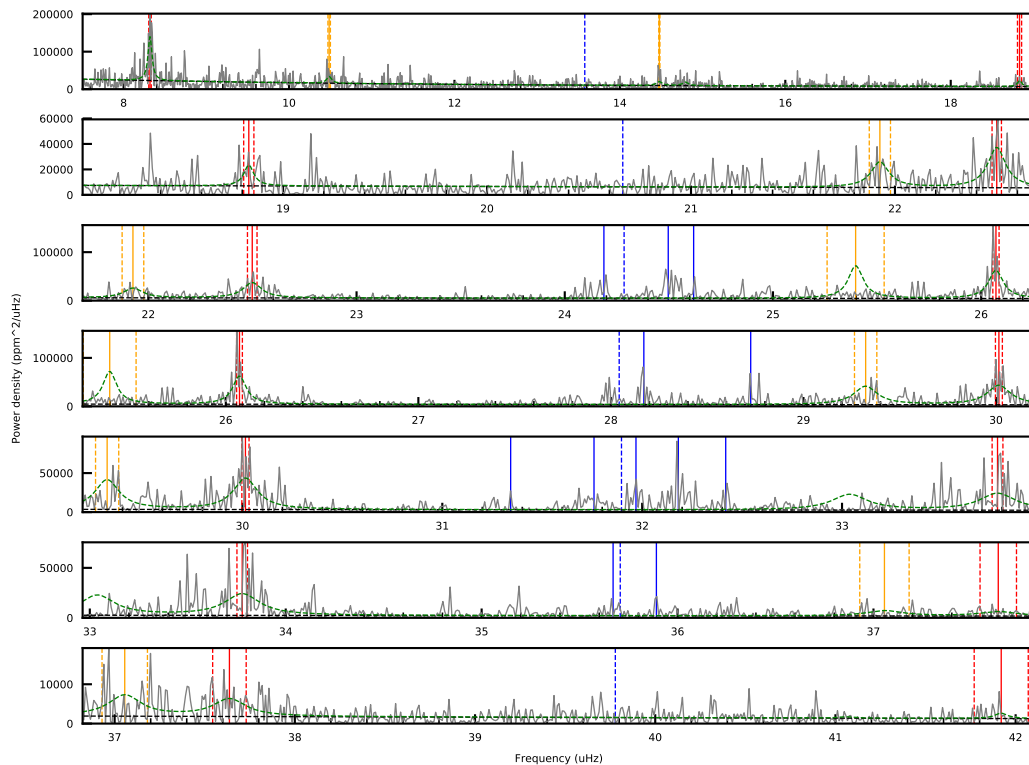 200000
100000
0
8 10 12 14 16 18
60000
40000
20000
0
19 20 21 22
100000
0
22 23 24 25 26
100000
0
26 27 28 29 30
50000
0
30 31 32 33
50000
0
33 34 35 36 37
10000
0
37 38 39 40 41 42
Power density (ppm^2/uHz)
Frequency (uHz)